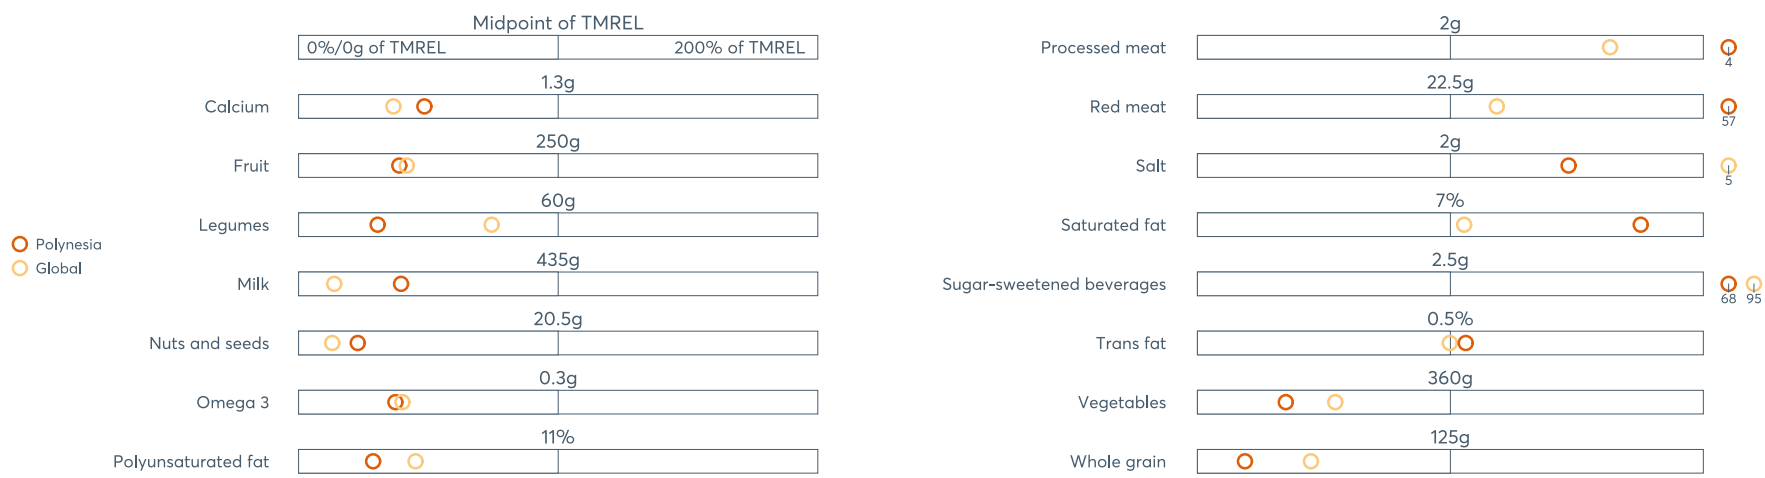 Midpoint of TMREL
0%/0g of TMREL 200% of TMREL
1.3g
Calcium
250g
Fruit
60g
Legumes
Polynesia
Global
435g
Milk
20.5g
Nuts and seeds
0.3g
Omega 3
11%
Polyunsaturated fat
2g
Processed meat
4
22.5g
Red meat
57
2g
Salt
5
7%
Saturated fat
2.5g
Sugar-sweetened beverages
68 95
0.5%
Trans fat
360g
Vegetables
125g
Whole grain